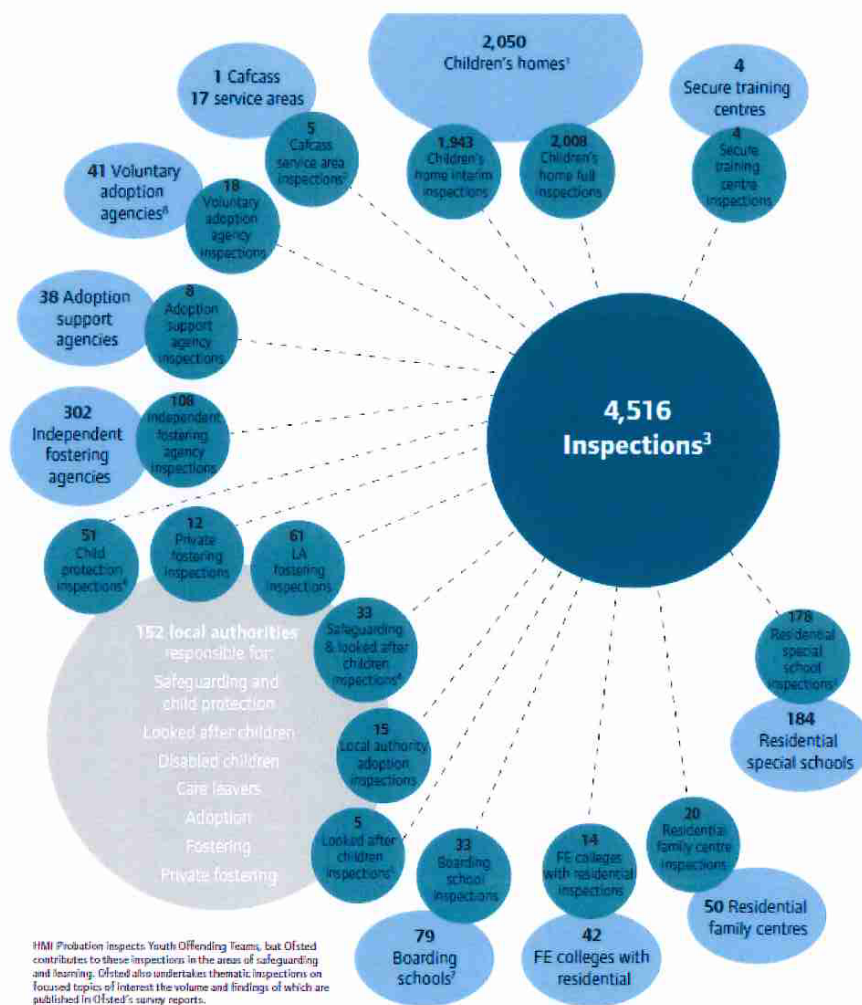 2,050
Children's homes¹
1 Cafcass
17 service areas
4
Secure training
centres
5
Cafcass
service area
inspections²
1,943
Children's
home interim
inspections
2,008
Children's
home full
inspections
4
Secure
training
centre
inspections
41 Voluntary
adoption
agencies⁶
18
Voluntary
adoption
agency
inspections
38 Adoption
support
agencies
8
Adoption
support
agency
inspections
302
Independent
fostering
agencies
108
Independent
fostering
agency
inspections
4,516
Inspections³
51
Child
protection
inspections⁴
12
Private
fostering
inspections
61
LA
fostering
inspections
33
Safeguarding
& looked after
children
inspections⁴
152 local authorities
responsible for:
Safeguarding and
child protection
Looked after children
Disabled children
Care leavers
Adoption
Fostering
Private fostering
15
Local authority
adoption
inspections
5
Looked after
children
inspections⁵
33
Boarding
school
inspections
79
Boarding
schools⁷
14
FE colleges
with residential
inspections
42
FE colleges with
residential
20
Residential
family centre
inspections
50 Residential
family centres
178
Residential
special
school
inspections
184
Residential
special schools
HMI Probation inspects Youth Offending Teams, but Ofsted
contributes to these inspections in the areas of safeguarding
and learning. Ofsted also undertakes thematic inspections on
focused topics of interest the volume and findings of which are
published in Ofsted's survey reports.